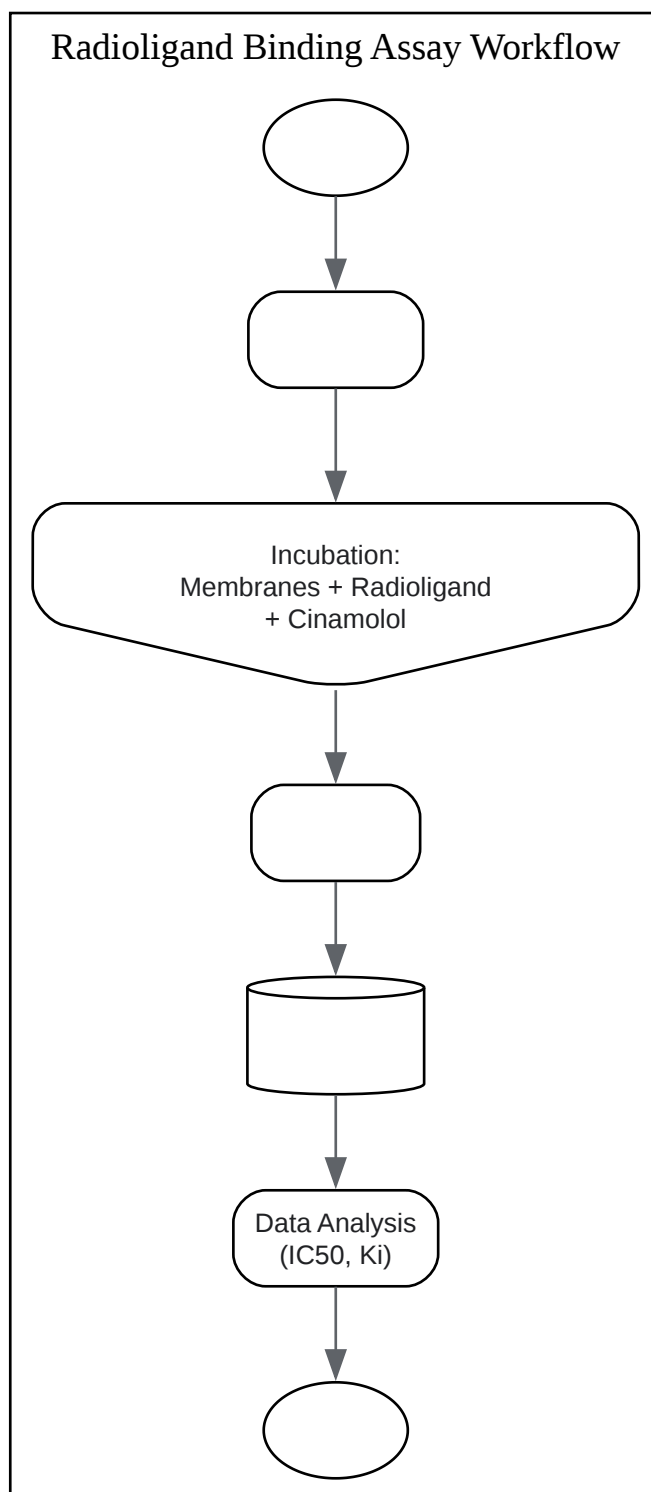 Radioligand Binding Assay Workflow
Incubation:
Membranes + Radioligand
+ Cinamolol
Data Analysis
(IC50, Ki)